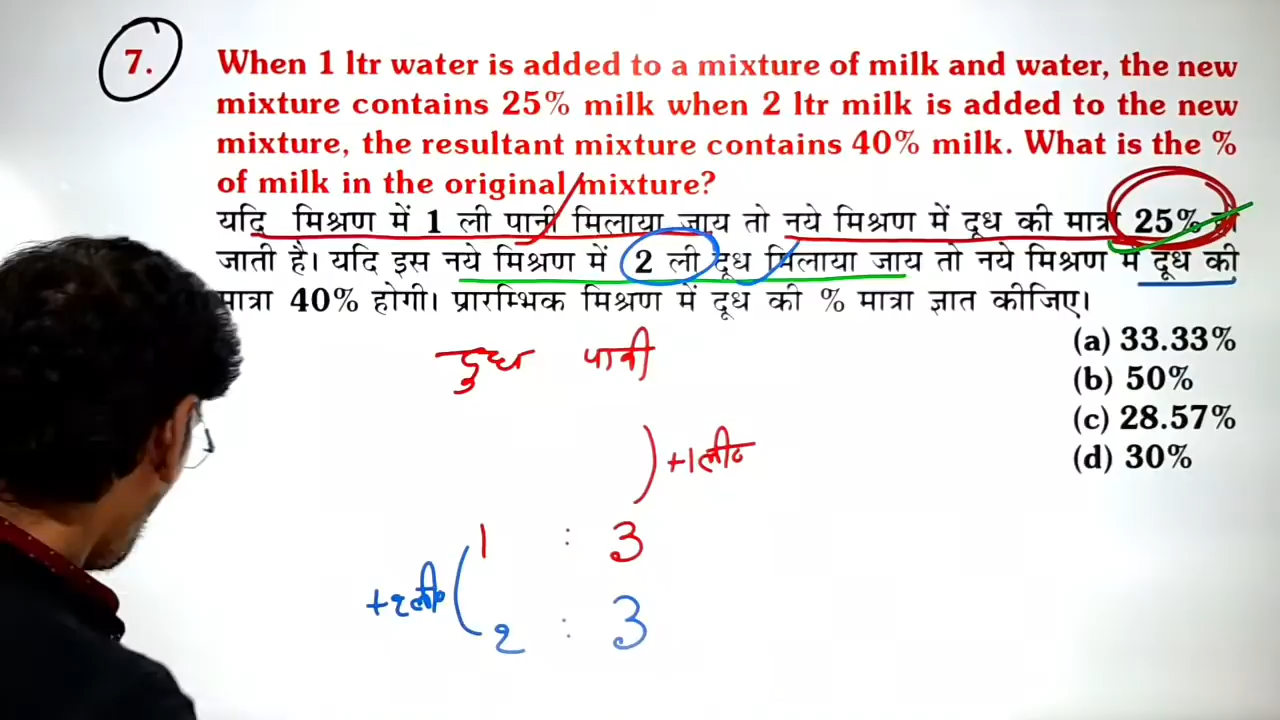 7. When 1 ltr water is added to a mixture of milk and water, the new
mixture contains 25% milk when 2 ltr milk is added to the new
mixture, the resultant mixture contains 40% milk. What is the %
of milk in the original mixture?
यदि मिश्रण में 1 ली पानी मिलाया जाय तो नये मिश्रण में दूध की मात्रा 25% हो
जाती है। यदि इस नये मिश्रण में 2 ली दूध मिलाया जाय तो नये मिश्रण में दूध की
मात्रा 40% होगी। प्रारम्भिक मिश्रण में दूध की % मात्रा ज्ञात कीजिए।
(a) 33.33%
(b) 50%
(c) 28.57%
(d) 30%
दुध पानी
+1ली०
1 : 3
+2ली०
2 : 3